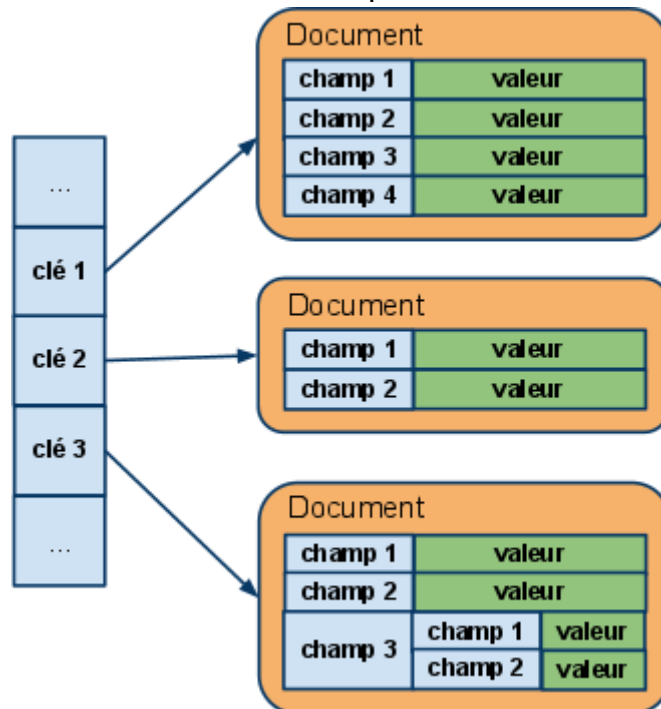 ...
clé 1
clé 2
clé 3
...
Document
champ 1 valeur
champ 2 valeur
champ 3 valeur
champ 4 valeur
Document
champ 1 valeur
champ 2 valeur
Document
champ 1 valeur
champ 2 valeur
champ 3
champ 1 valeur
champ 2 valeur